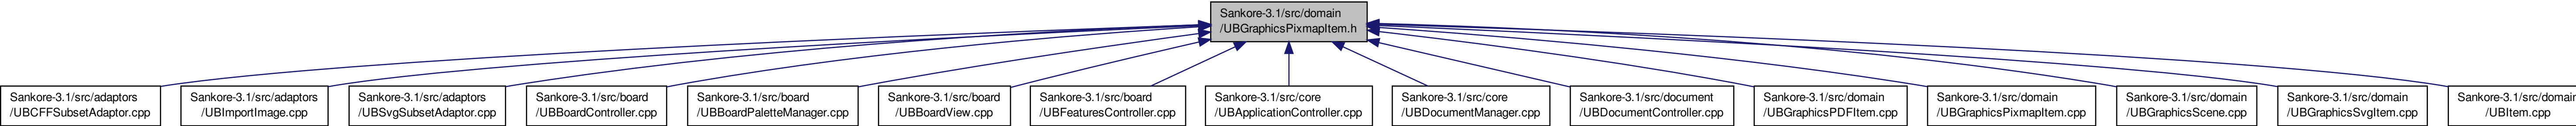 Sankore-3.1/src/domain
/UBGraphicsPixmapItem.h
Sankore-3.1/src/adaptors
/UBCFFSubsetAdaptor.cpp
Sankore-3.1/src/adaptors
/UBImportImage.cpp
Sankore-3.1/src/adaptors
/UBSvgSubsetAdaptor.cpp
Sankore-3.1/src/board
/UBBoardController.cpp
Sankore-3.1/src/board
/UBBoardPaletteManager.cpp
Sankore-3.1/src/board
/UBBoardView.cpp
Sankore-3.1/src/board
/UBFeaturesController.cpp
Sankore-3.1/src/core
/UBApplicationController.cpp
Sankore-3.1/src/core
/UBDocumentManager.cpp
Sankore-3.1/src/document
/UBDocumentController.cpp
Sankore-3.1/src/domain
/UBGraphicsPDFItem.cpp
Sankore-3.1/src/domain
/UBGraphicsPixmapItem.cpp
Sankore-3.1/src/domain
/UBGraphicsScene.cpp
Sankore-3.1/src/domain
/UBGraphicsSvgItem.cpp
Sankore-3.1/src/domain
/UBItem.cpp